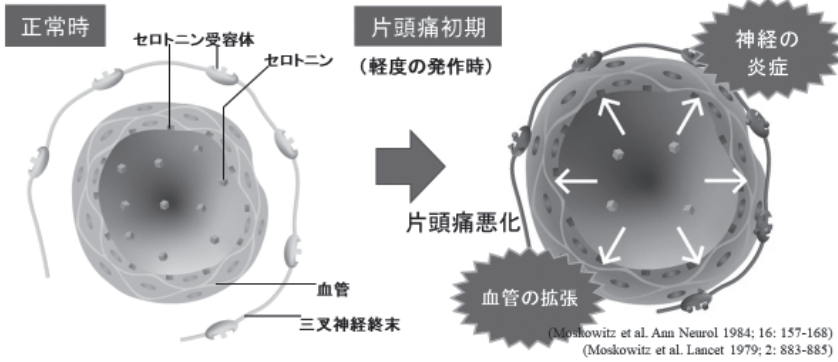 正常時
セロトニン受容体
セロトニン
血管
三叉神経終末
片頭痛初期
(軽度の発作時)
片頭痛悪化
神経の
炎症
血管の拡張
(Moskowitz et al. Ann Neurol 1984; 16: 157-168)
(Moskowitz et al. Lancet 1979; 2: 883-885)